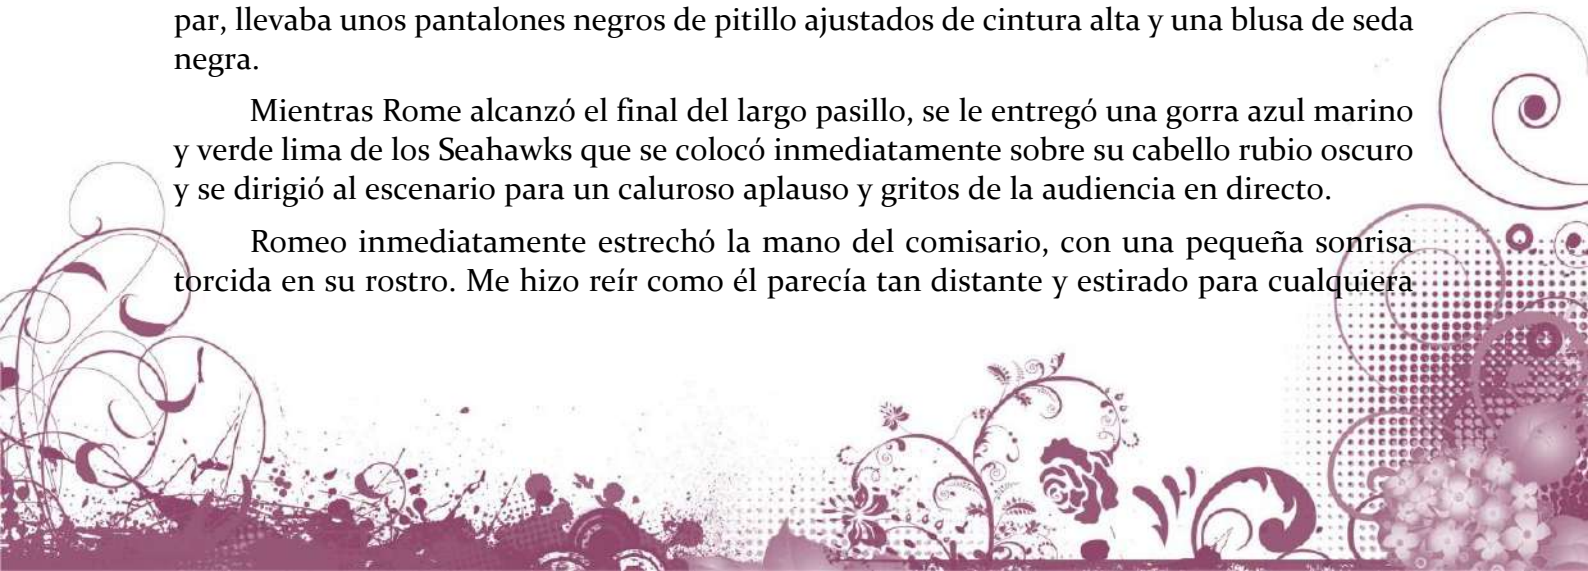 par, llevaba unos pantalones negros de pitillo ajustados de cintura alta y una blusa de seda
negra.
Mientras Rome alcanzó el final del largo pasillo, se le entregó una gorra azul marino
y verde lima de los Seahawks que se colocó inmediatamente sobre su cabello rubio oscuro
y se dirigió al escenario para un caluroso aplauso y gritos de la audiencia en directo.
Romeo inmediatamente estrechó la mano del comisario, con una pequeña sonrisa
torcida en su rostro. Me hizo reír como él parecía tan distante y estirado para cualquiera